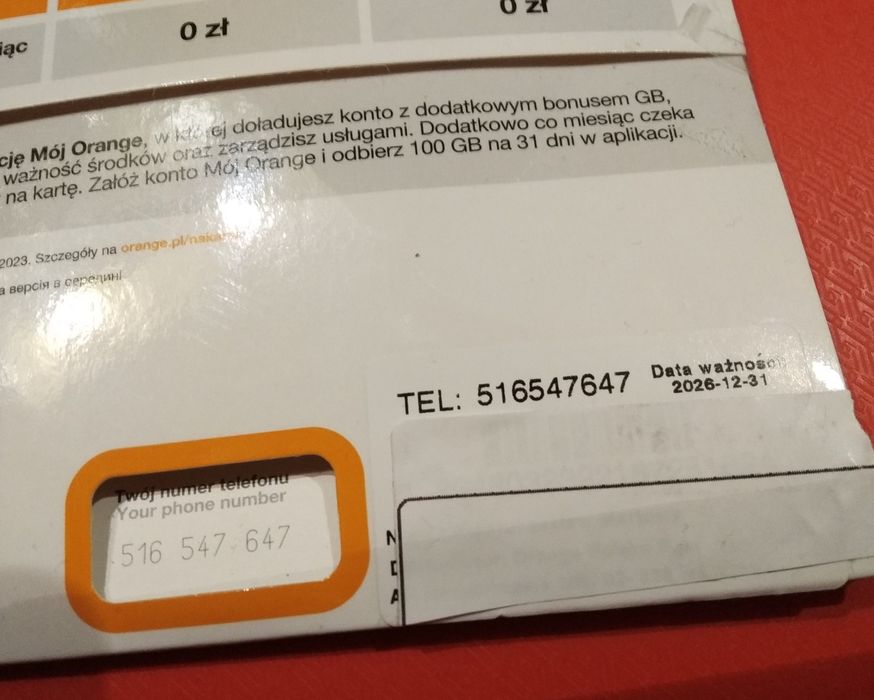 iąc
0 zł
0 zł
cję Mój Orange, w której doładujesz konto z dodatkowym bonusem GB,
ważność środków oraz zarządzisz usługami. Dodatkowo co miesiąc czeka
na kartę. Załóż konto Mój Orange i odbierz 100 GB na 31 dni w aplikacji.
2023. Szczegóły na orange.pl/nakarte
а версія в середині
TEL: 516547647
Data ważności
2026-12-31
Twój numer telefonu
Your phone number
516 547 647
N
A